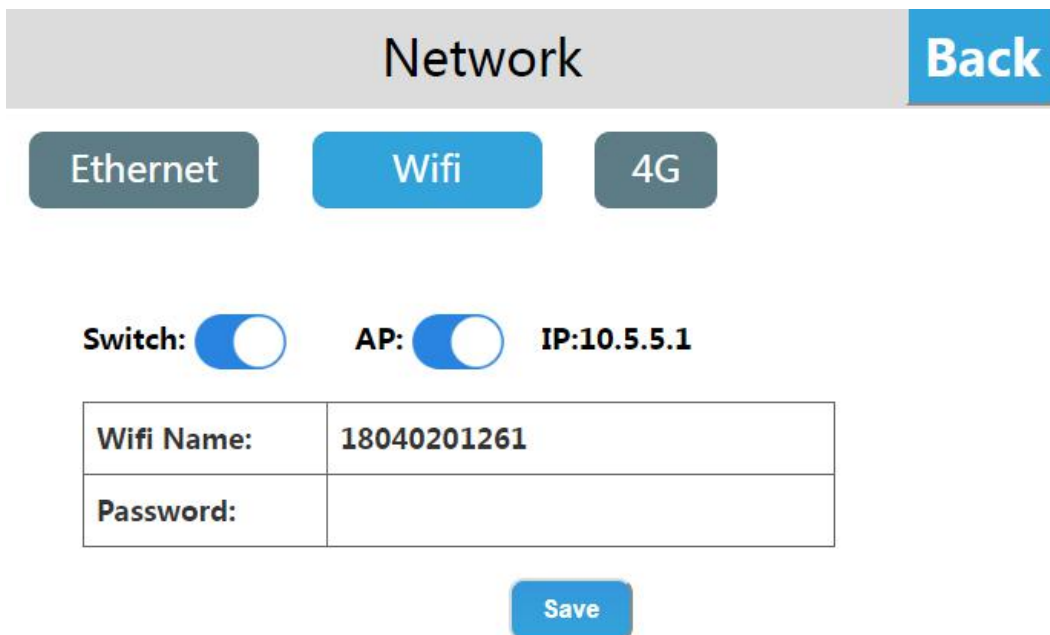 Network Back
Ethernet Wifi 4G
Switch: AP: IP:10.5.5.1
Wifi Name: 18040201261
Password:
Save